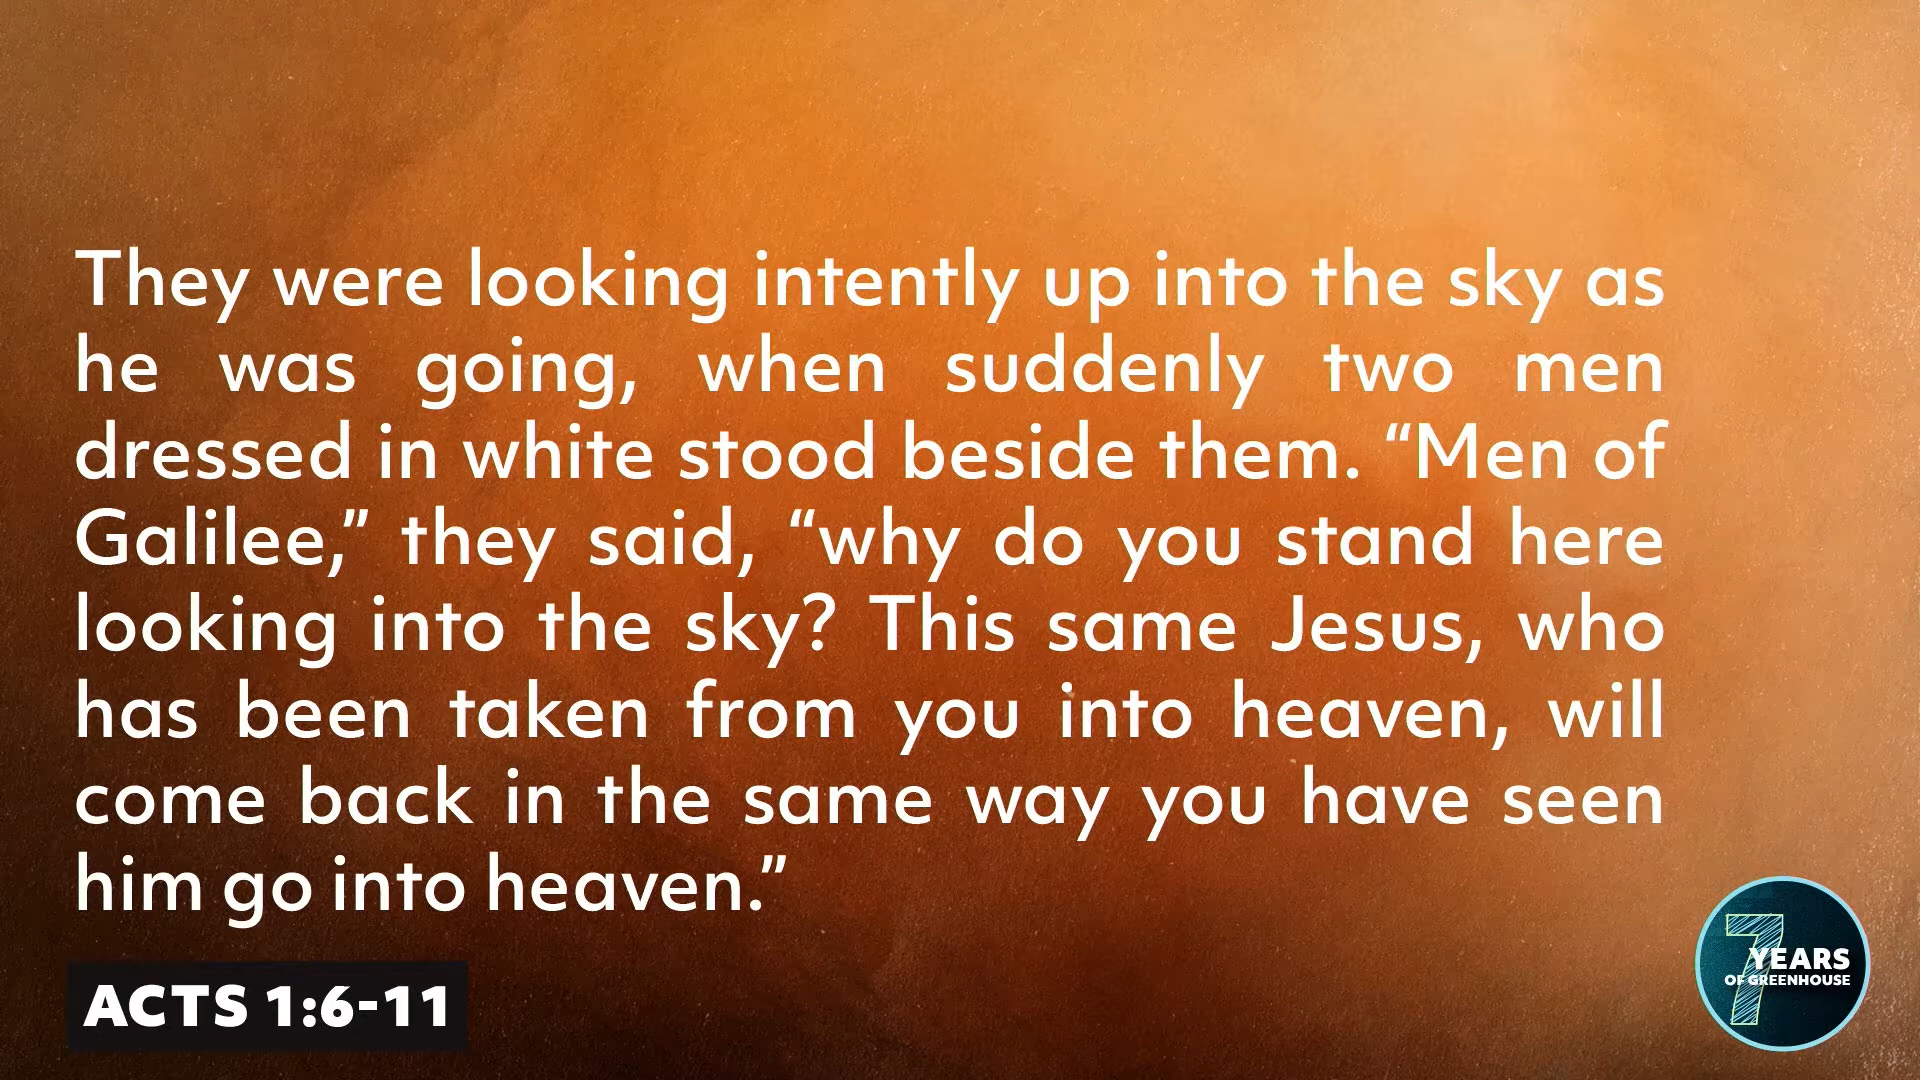 They were looking intently up into the sky as
he was going, when suddenly two men
dressed in white stood beside them. “Men of
Galilee,” they said, “why do you stand here
looking into the sky? This same Jesus, who
has been taken from you into heaven, will
come back in the same way you have seen
him go into heaven.”
ACTS 1:6-11
7
YEARS
OF GREENHOUSE